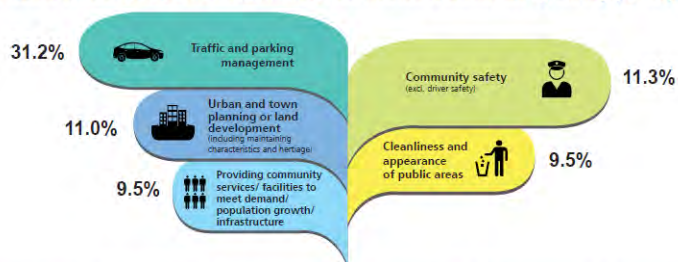 31.2%
Traffic and parking
management
Community safety
(excl. driver safety)
11.3%
11.0%
Urban and town
planning or land
development
(including maintaining
characteristics and hertiage)
Cleanliness and
appearance
of public areas
9.5%
9.5%
Providing community
services/ facilities to
meet demand/
population growth/
infrastructure